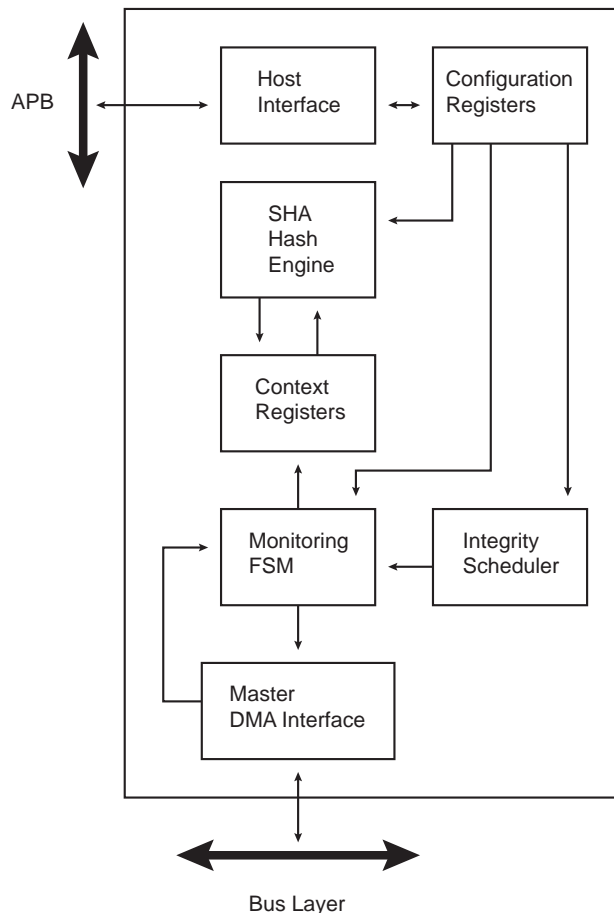 APB
Host
Interface
Configuration
Registers
SHA
Hash
Engine
Context
Registers
Monitoring
FSM
Integrity
Scheduler
Master
DMA Interface
Bus Layer